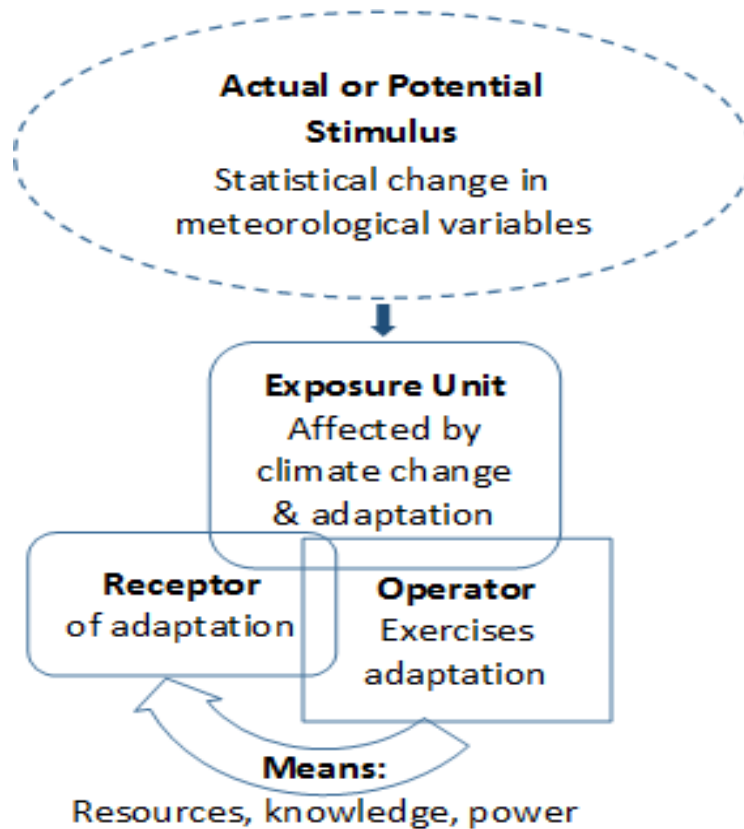 Actual or Potential
Stimulus
Statistical change in
meteorological variables
Exposure Unit
Affected by
climate change
& adaptation
Receptor
of adaptation
Operator
Exercises
adaptation
Means:
Resources, knowledge, power